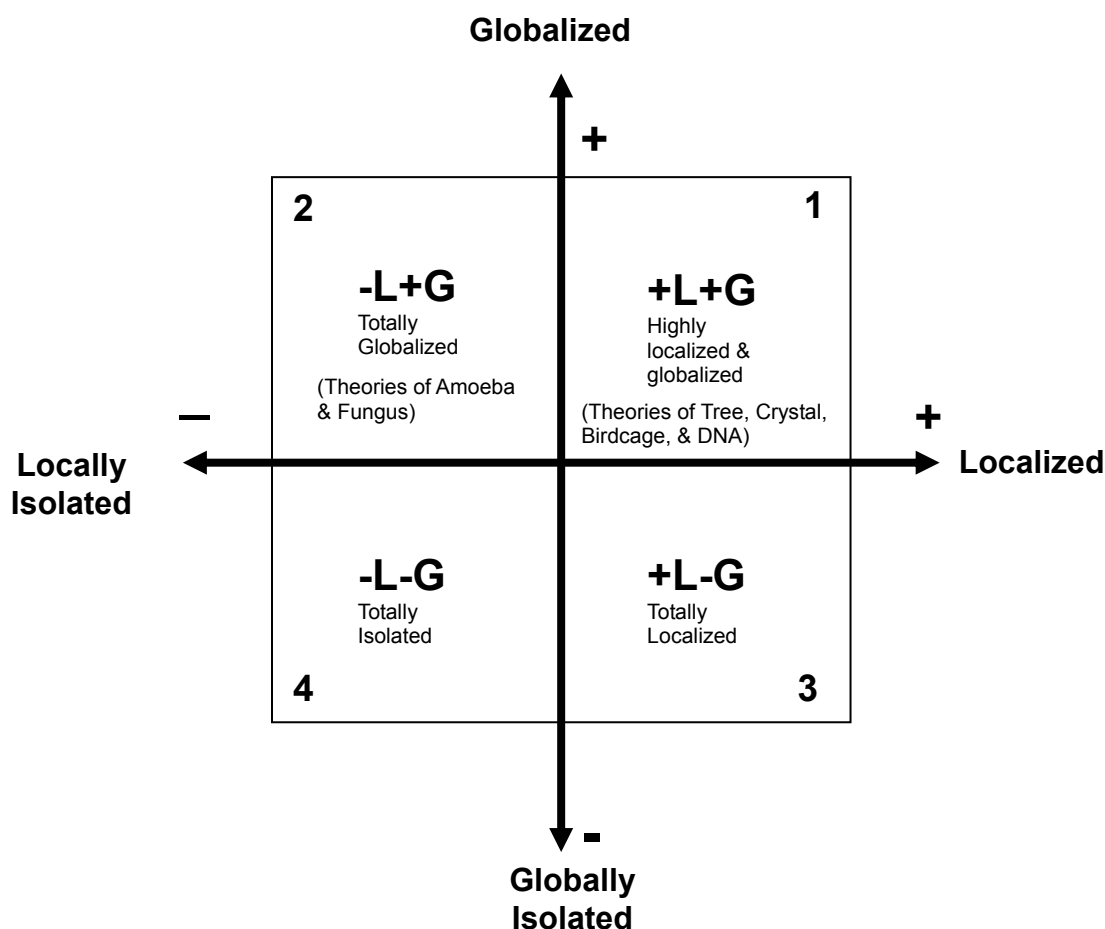 Globalized
+
2
1
-L+G
Totally
Globalized
(Theories of Amoeba
& Fungus)
+L+G
Highly
localized &
globalized
(Theories of Tree, Crystal,
Birdcage, & DNA)
–
+
Locally
Isolated
Localized
-L-G
Totally
Isolated
+L-G
Totally
Localized
4
3
-
Globally
Isolated